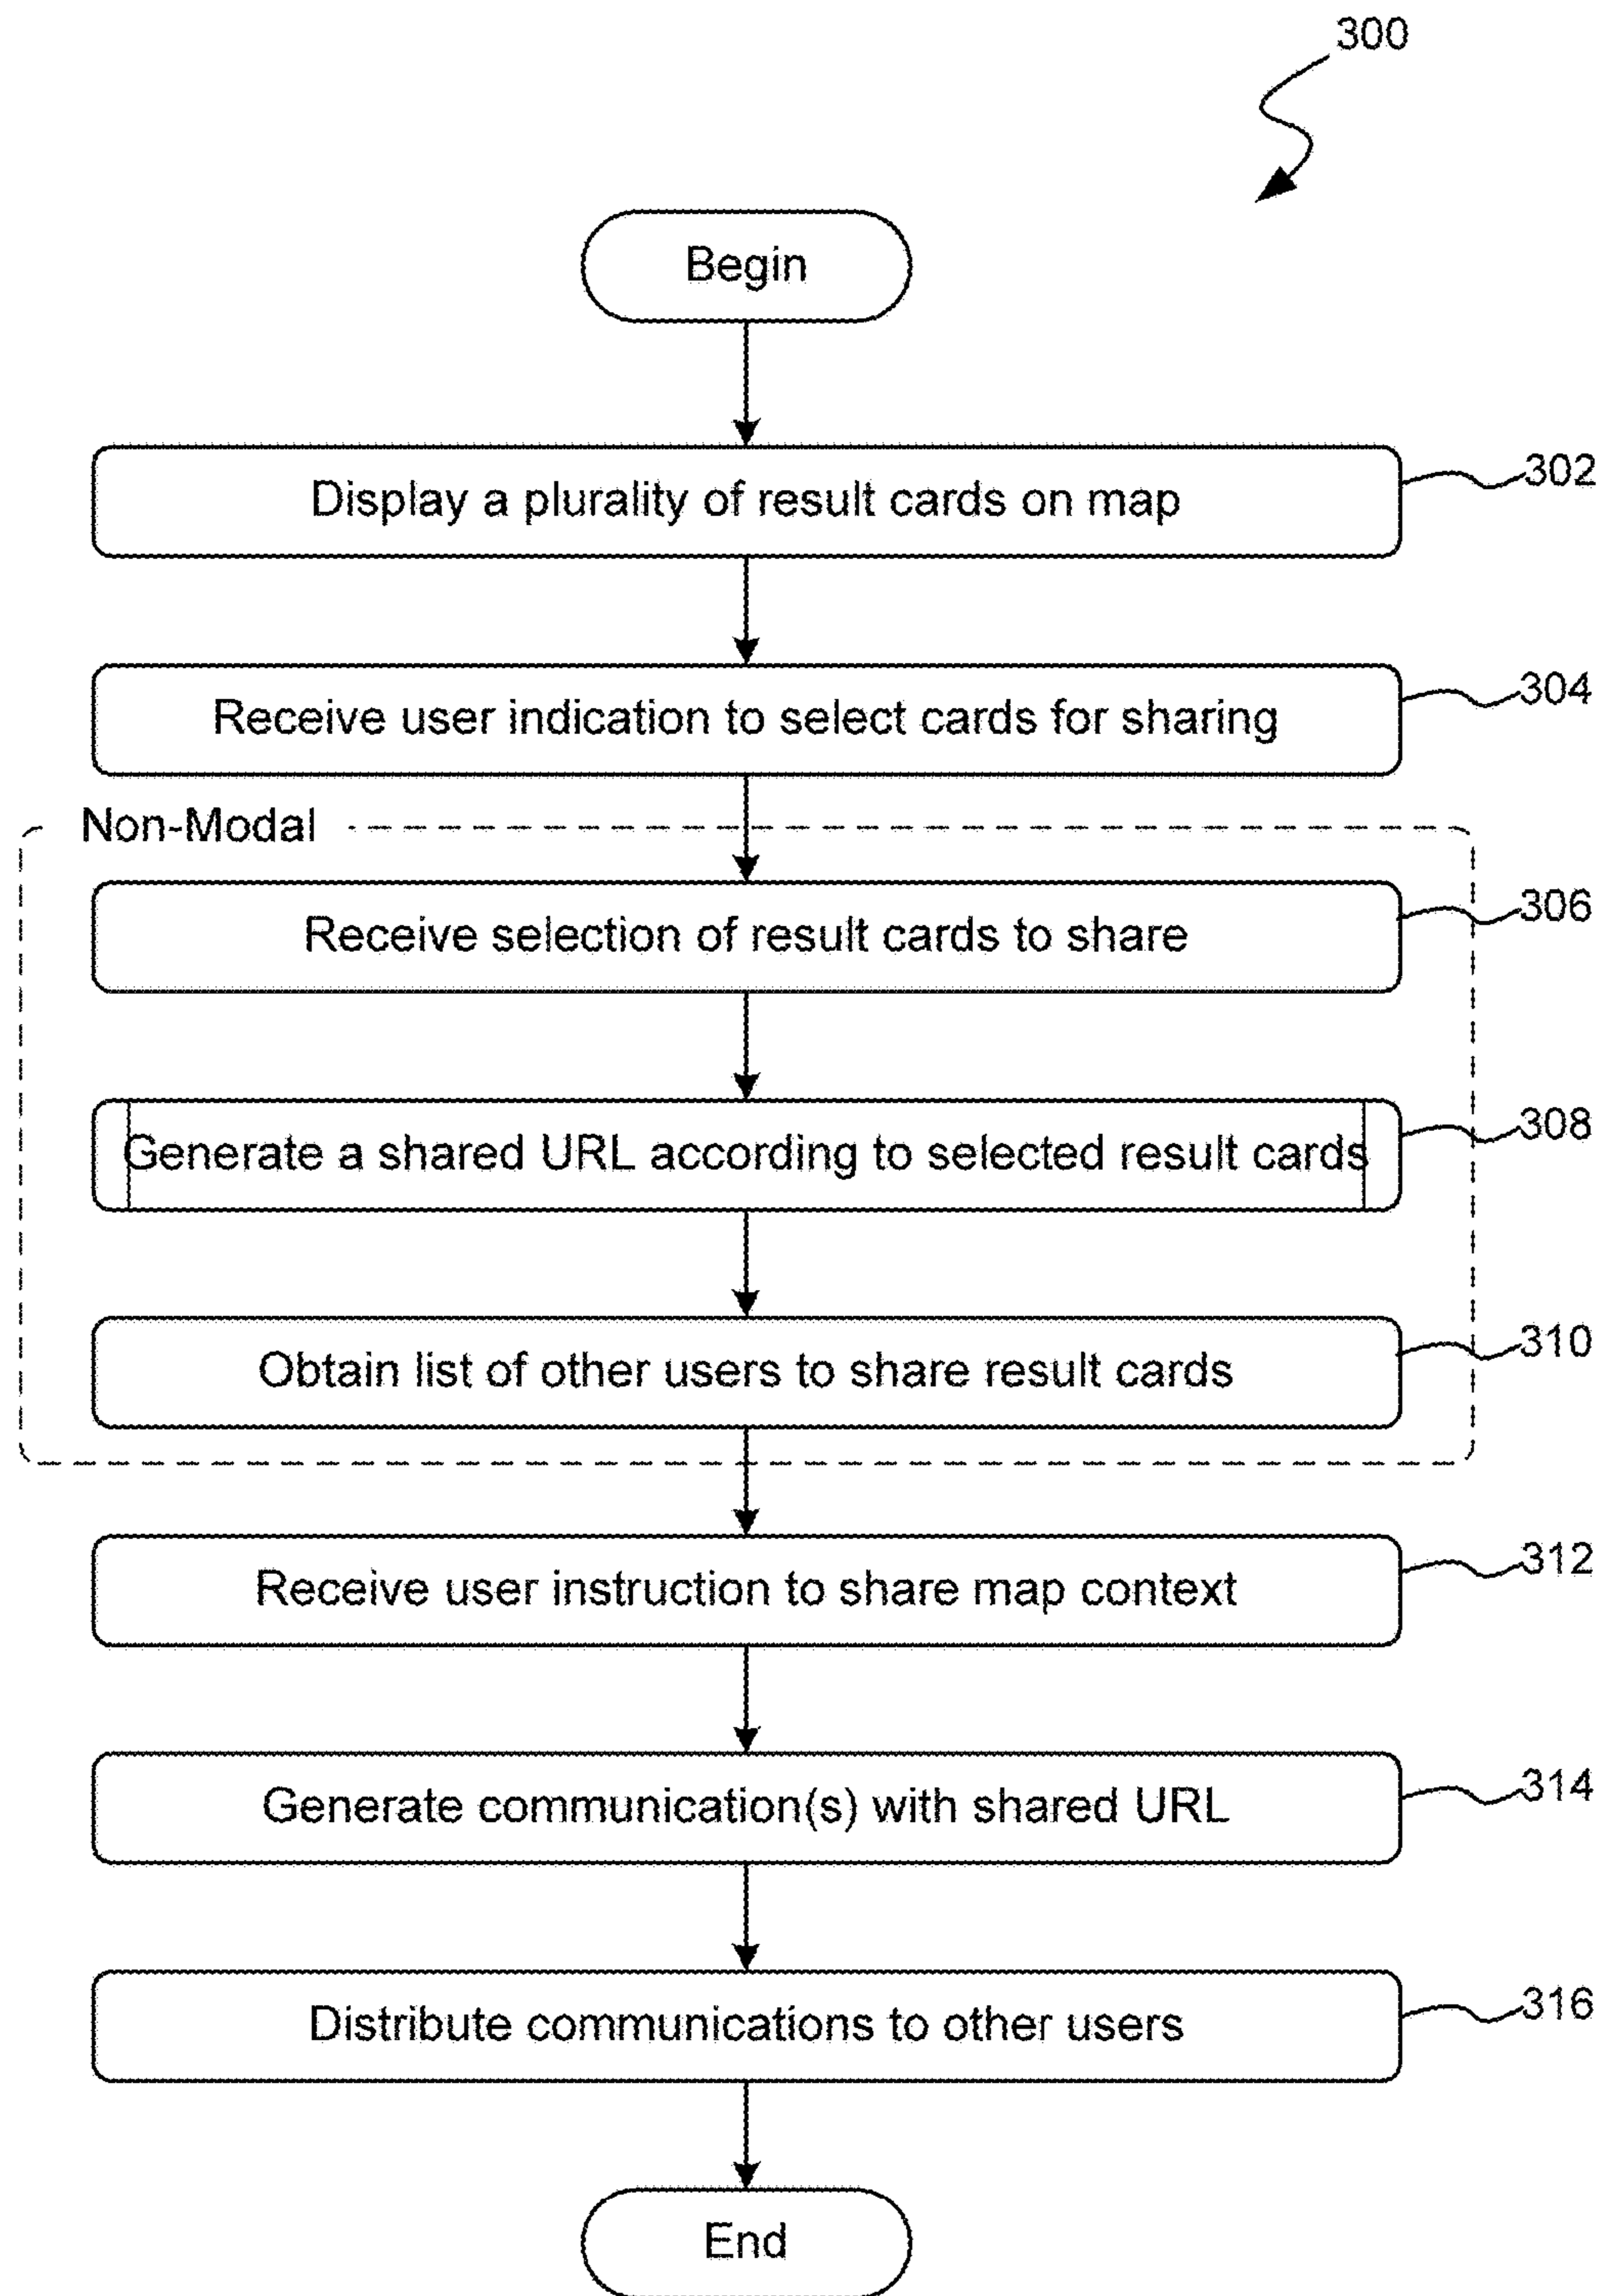 300
Begin
Display a plurality of result cards on map
302
Receive user indication to select cards for sharing
304
Non-Modal
Receive selection of result cards to share
306
Generate a shared URL according to selected result cards
308
Obtain list of other users to share result cards
310
Receive user instruction to share map context
312
Generate communication(s) with shared URL
314
Distribute communications to other users
316
End